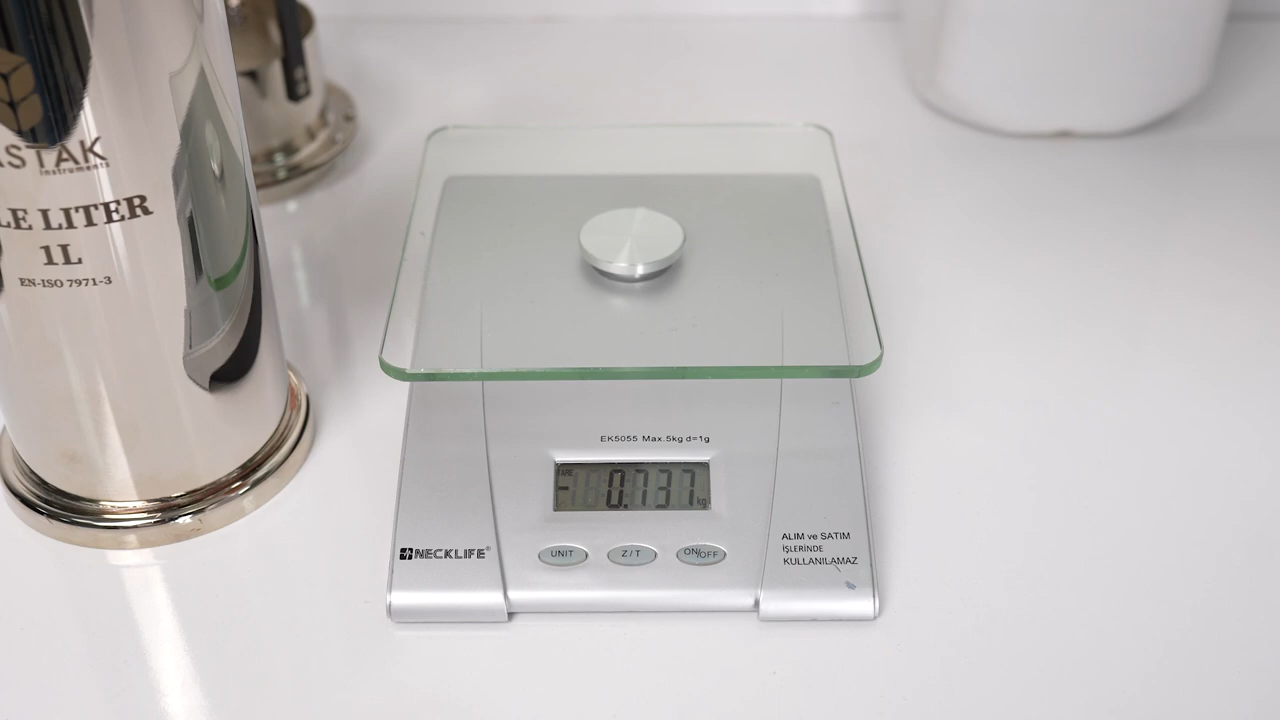 STAK
instruments
LE LITER
1L
EN-ISO 7971-3
EK5055 Max.5kg d=1g
TARE
-0.737 kg
UNIT
Z/T
ON/OFF
NECKLIFE®
ALIM ve SATIM
İŞLERİNDE
KULLANILAMAZ